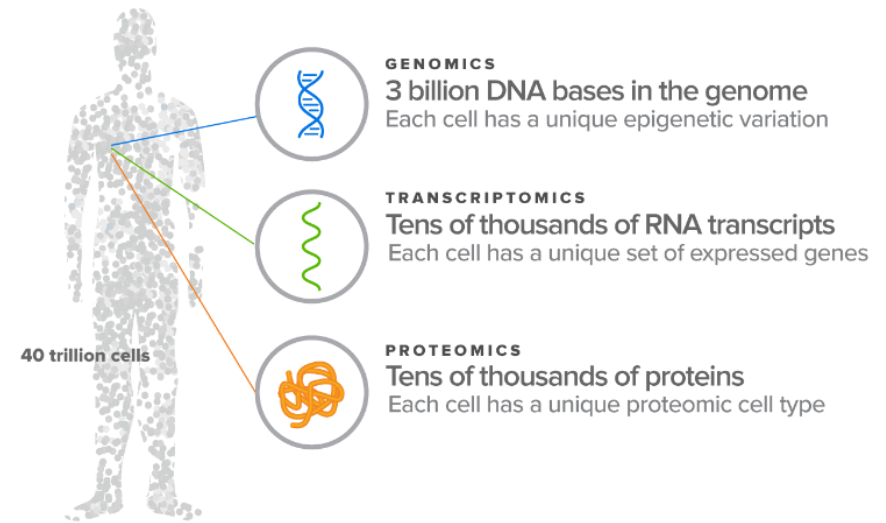 GENOMICS
3 billion DNA bases in the genome
Each cell has a unique epigenetic variation
TRANSCRIPTOMICS
Tens of thousands of RNA transcripts
Each cell has a unique set of expressed genes
40 trillion cells
PROTEOMICS
Tens of thousands of proteins
Each cell has a unique proteomic cell type